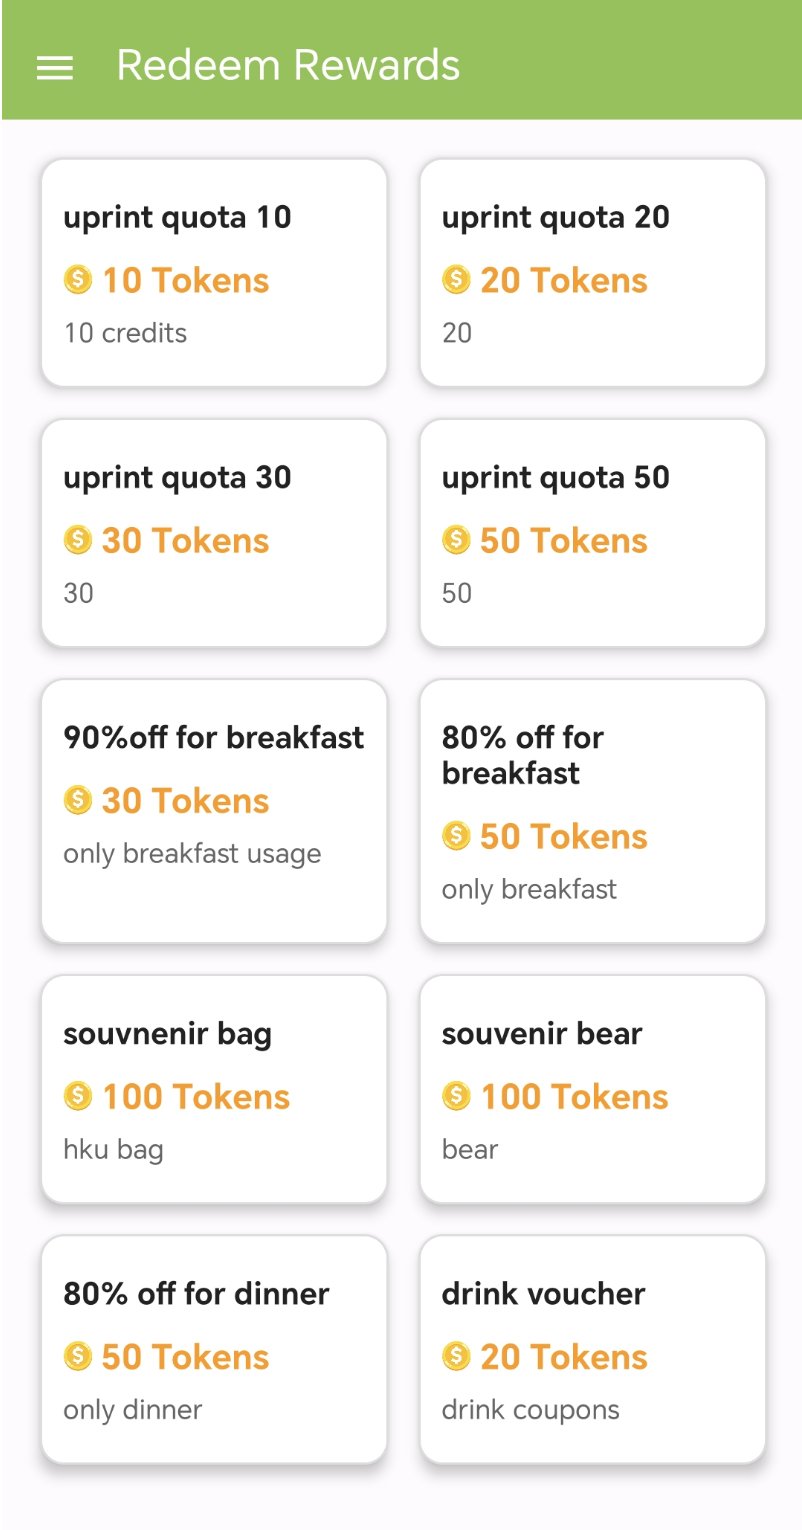 Redeem Rewards
uprint quota 10
10 Tokens
10 credits
uprint quota 20
20 Tokens
20
uprint quota 30
30 Tokens
30
uprint quota 50
50 Tokens
50
90%off for breakfast
30 Tokens
only breakfast usage
80% off for
breakfast
50 Tokens
only breakfast
souvnenir bag
100 Tokens
hku bag
souvenir bear
100 Tokens
bear
80% off for dinner
50 Tokens
only dinner
drink voucher
20 Tokens
drink coupons